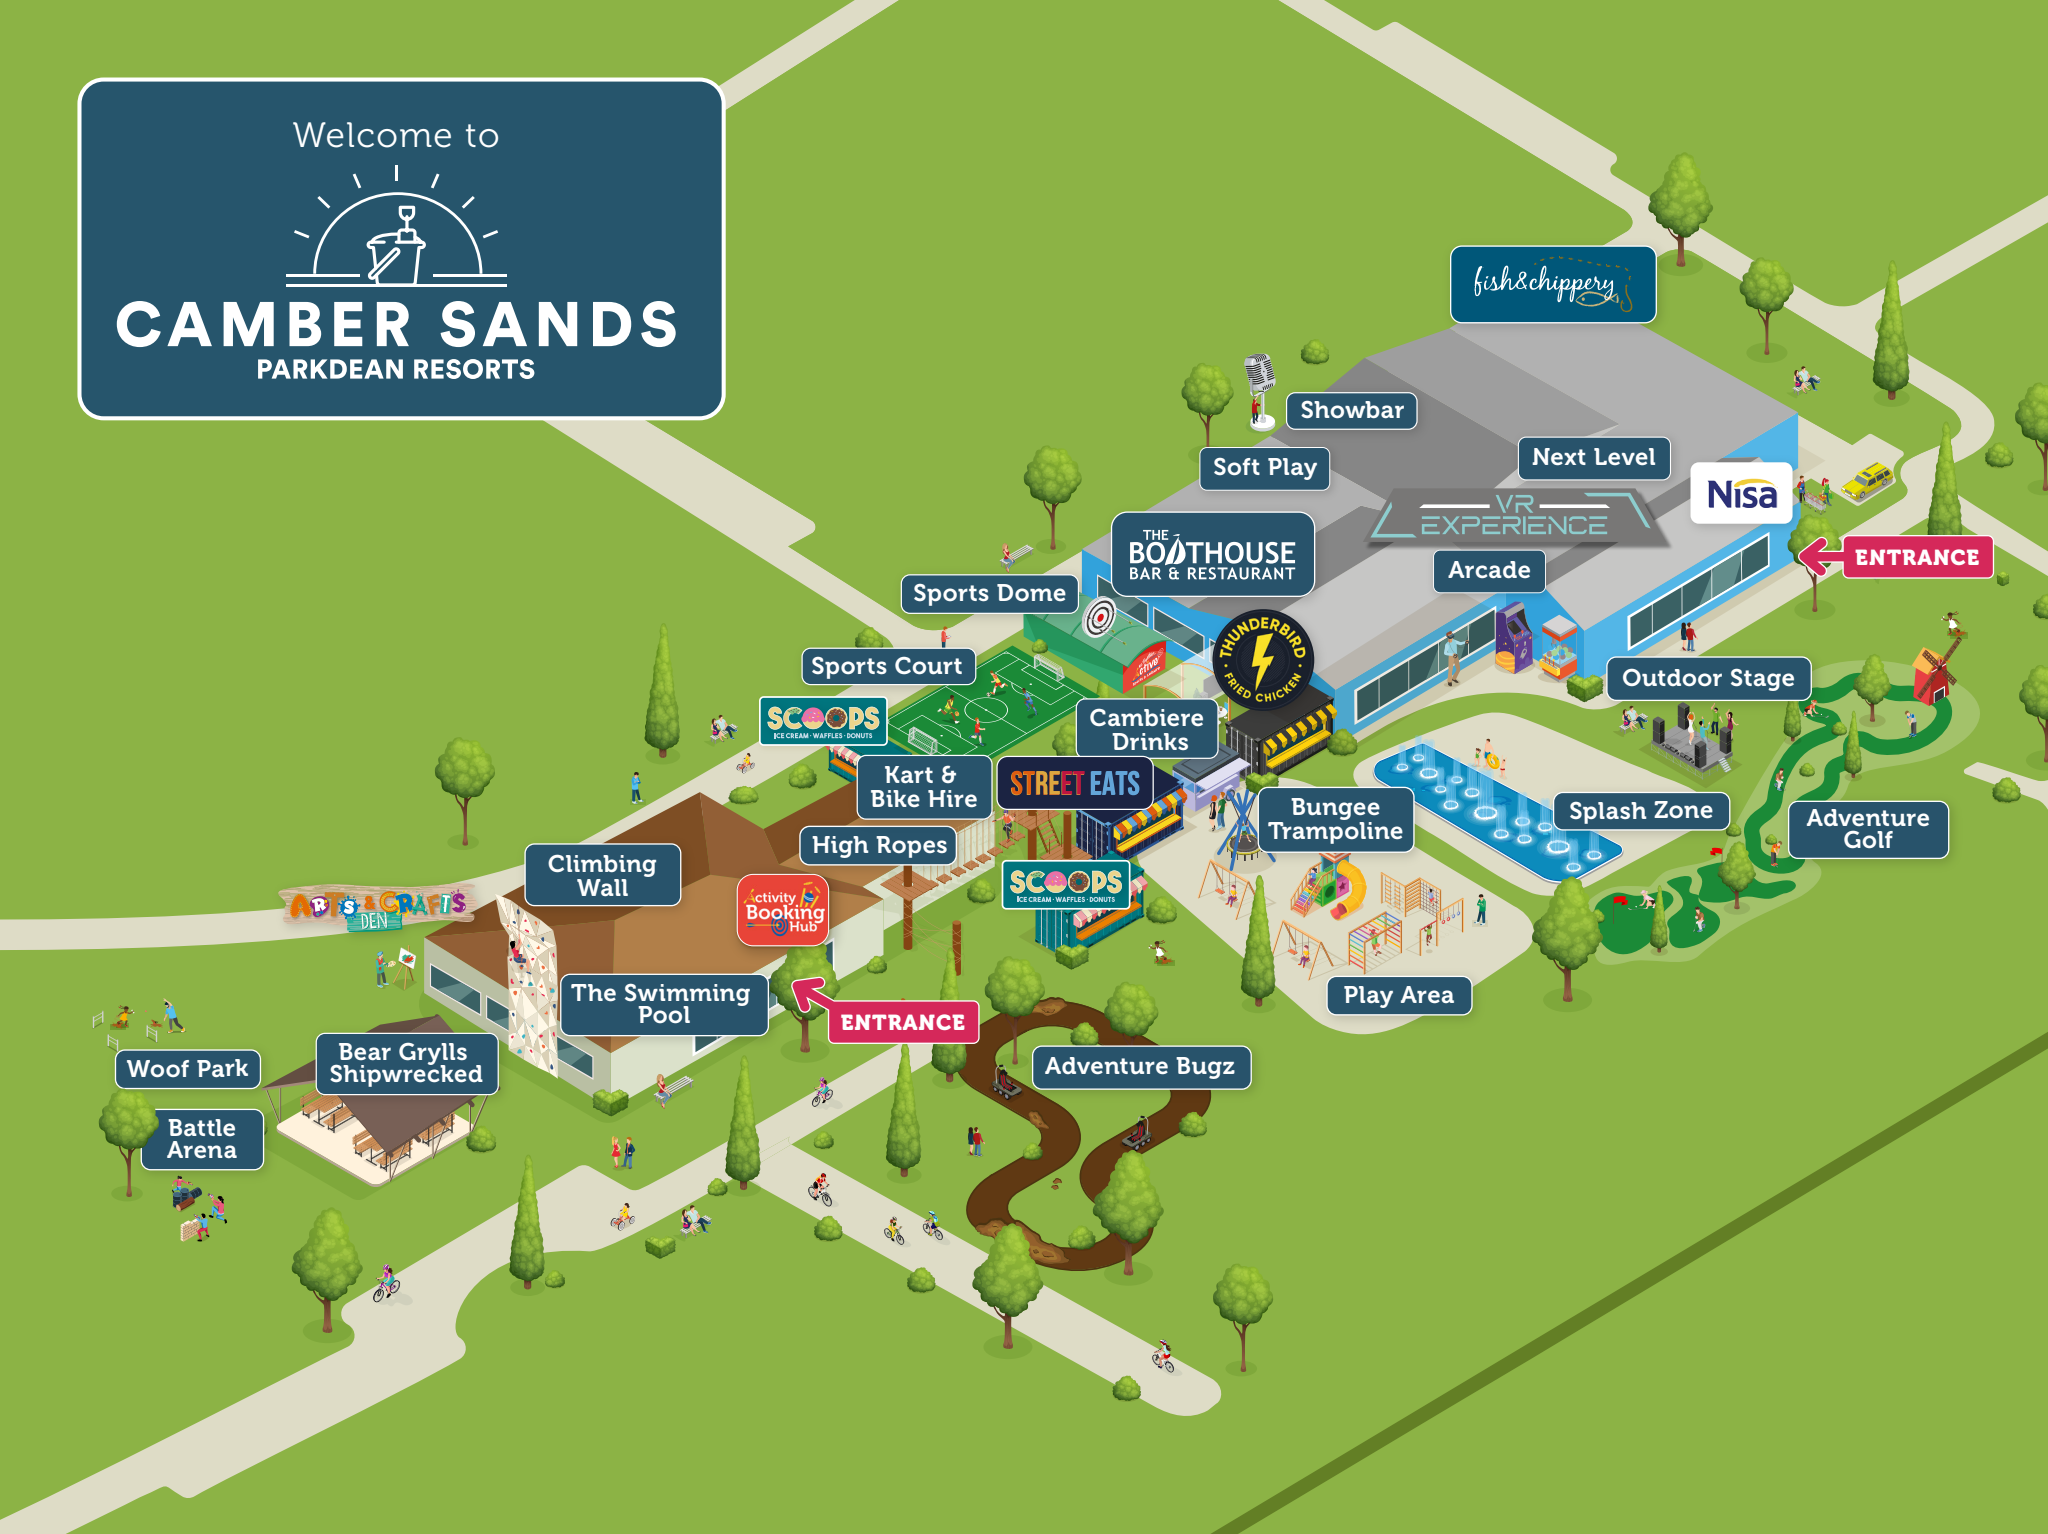 Welcome to
CAMBER SANDS
PARKDEAN RESORTS
fish&chippery
Showbar
Soft Play
Next Level
Nisa
VR
EXPERIENCE
THE
BOATHOUSE
BAR & RESTAURANT
Arcade
ENTRANCE
Sports Dome
active
THUNDERBIRD
FRIED CHICKEN
Sports Court
Outdoor Stage
SCOOPS
ICE CREAM · WAFFLES · DONUTS
Cambiere
Drinks
Kart &
Bike Hire
STREET EATS
Bungee
Trampoline
Splash Zone
Adventure
Golf
High Ropes
Climbing
Wall
SCOOPS
ICE CREAM · WAFFLES · DONUTS
ARTS & CRAFTS
DEN
Activity
Booking
Hub
The Swimming
Pool
ENTRANCE
Play Area
Woof Park
Bear Grylls
Shipwrecked
Adventure Bugz
Battle
Arena